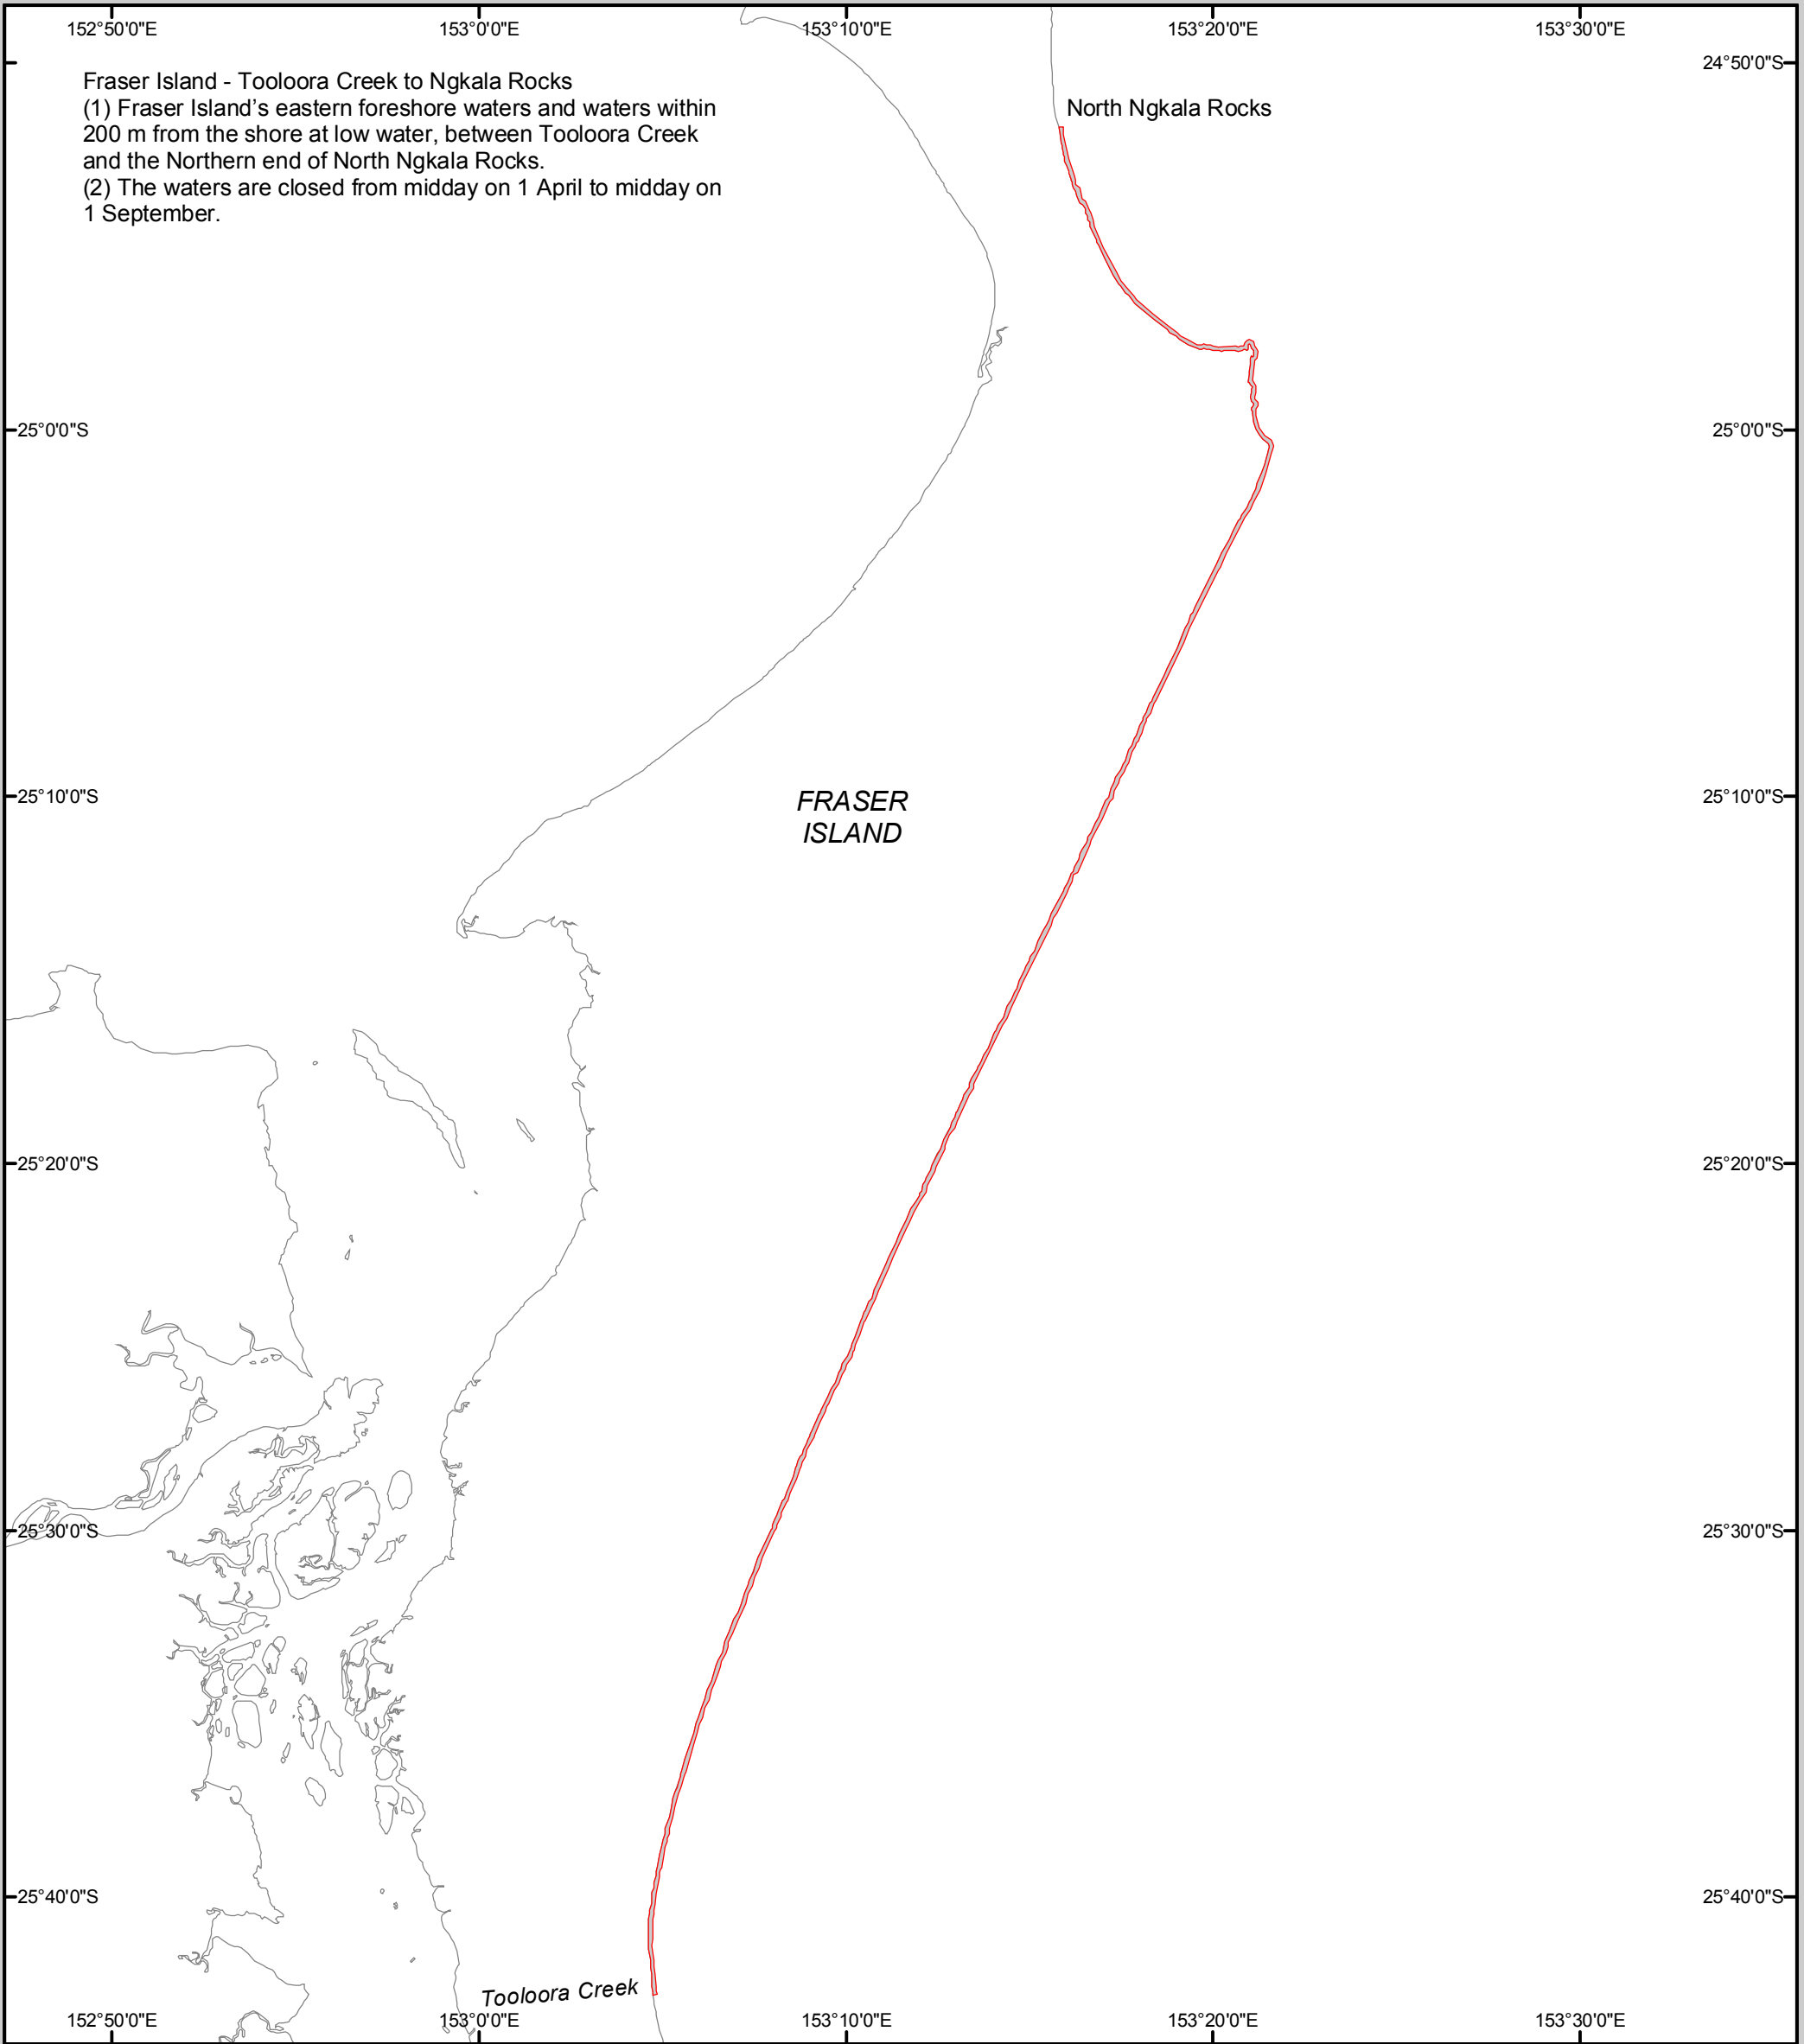 152°50'0"E 153°0'0"E 153°10'0"E 153°20'0"E 153°30'0"E
24°50'0"S
Fraser Island - Tooloora Creek to Ngkala Rocks
(1) Fraser Island's eastern foreshore waters and waters within
200 m from the shore at low water, between Tooloora Creek
and the Northern end of North Ngkala Rocks.
(2) The waters are closed from midday on 1 April to midday on
1 September.
North Ngkala Rocks
25°0'0"S 25°0'0"S
25°10'0"S 25°10'0"S
FRASER
ISLAND
25°20'0"S 25°20'0"S
25°30'0"S 25°30'0"S
25°40'0"S 25°40'0"S
Tooloora Creek
152°50'0"E 153°0'0"E 153°10'0"E 153°20'0"E 153°30'0"E